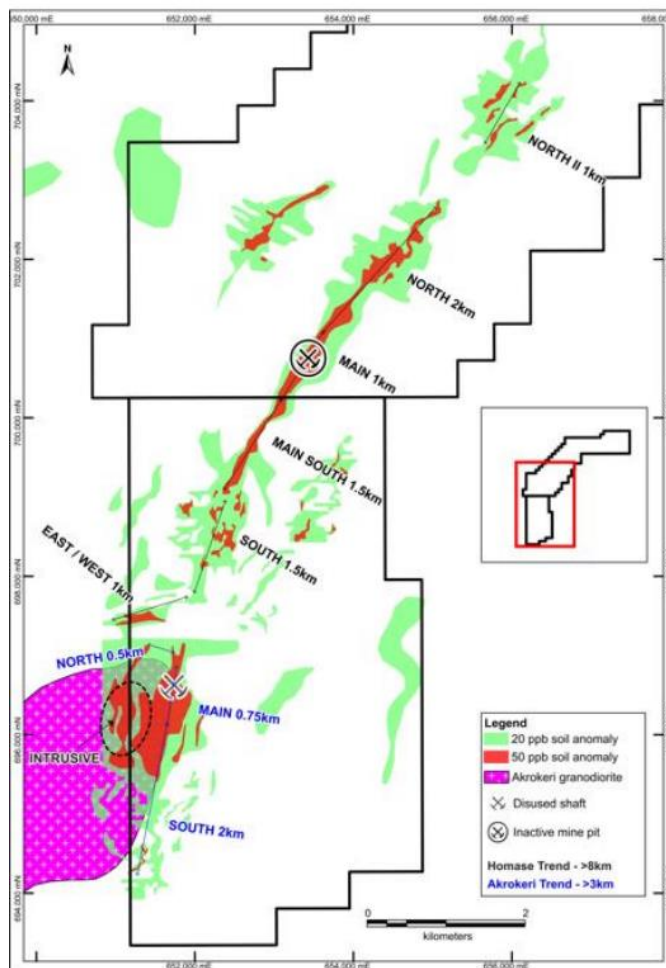 650,000 mE
652,000 mE
654,000 mE
656,000 mE
N
704,000 mN
NORTH II 1km
702,000 mN
NORTH 2km
MAIN 1km
700,000 mN
MAIN SOUTH 1.5km
SOUTH 1.5km
EAST / WEST 1km
698,000 mN
NORTH 0.5km
MAIN 0.75km
696,000 mN
INTRUSIVE
SOUTH 2km
694,000 mN
Legend
20 ppb soil anomaly
50 ppb soil anomaly
Akrokeri granodiorite
Disused shaft
Inactive mine pit
Homase Trend - >8km
Akrokeri Trend - >3km
0
2
kilometers
652,000 mE
654,000 mE
656,000 mE